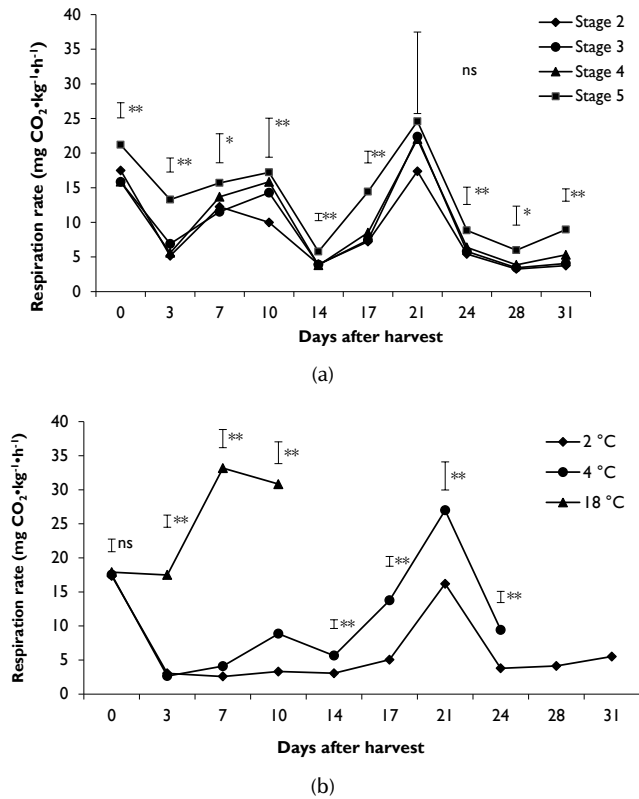 40
35
30
25
20
15
10
5
0
Respiration rate (mg CO₂•kg⁻¹•h⁻¹)
**
**
*
**
**
**
ns
**
*
**
Stage 2
Stage 3
Stage 4
Stage 5
0 3 7 10 14 17 21 24 28 31
Days after harvest
(a)
40
35
30
25
20
15
10
5
0
Respiration rate (mg CO₂•kg⁻¹•h⁻¹)
ns
**
**
**
**
**
**
**
2 °C
4 °C
18 °C
0 3 7 10 14 17 21 24 28 31
Days after harvest
(b)